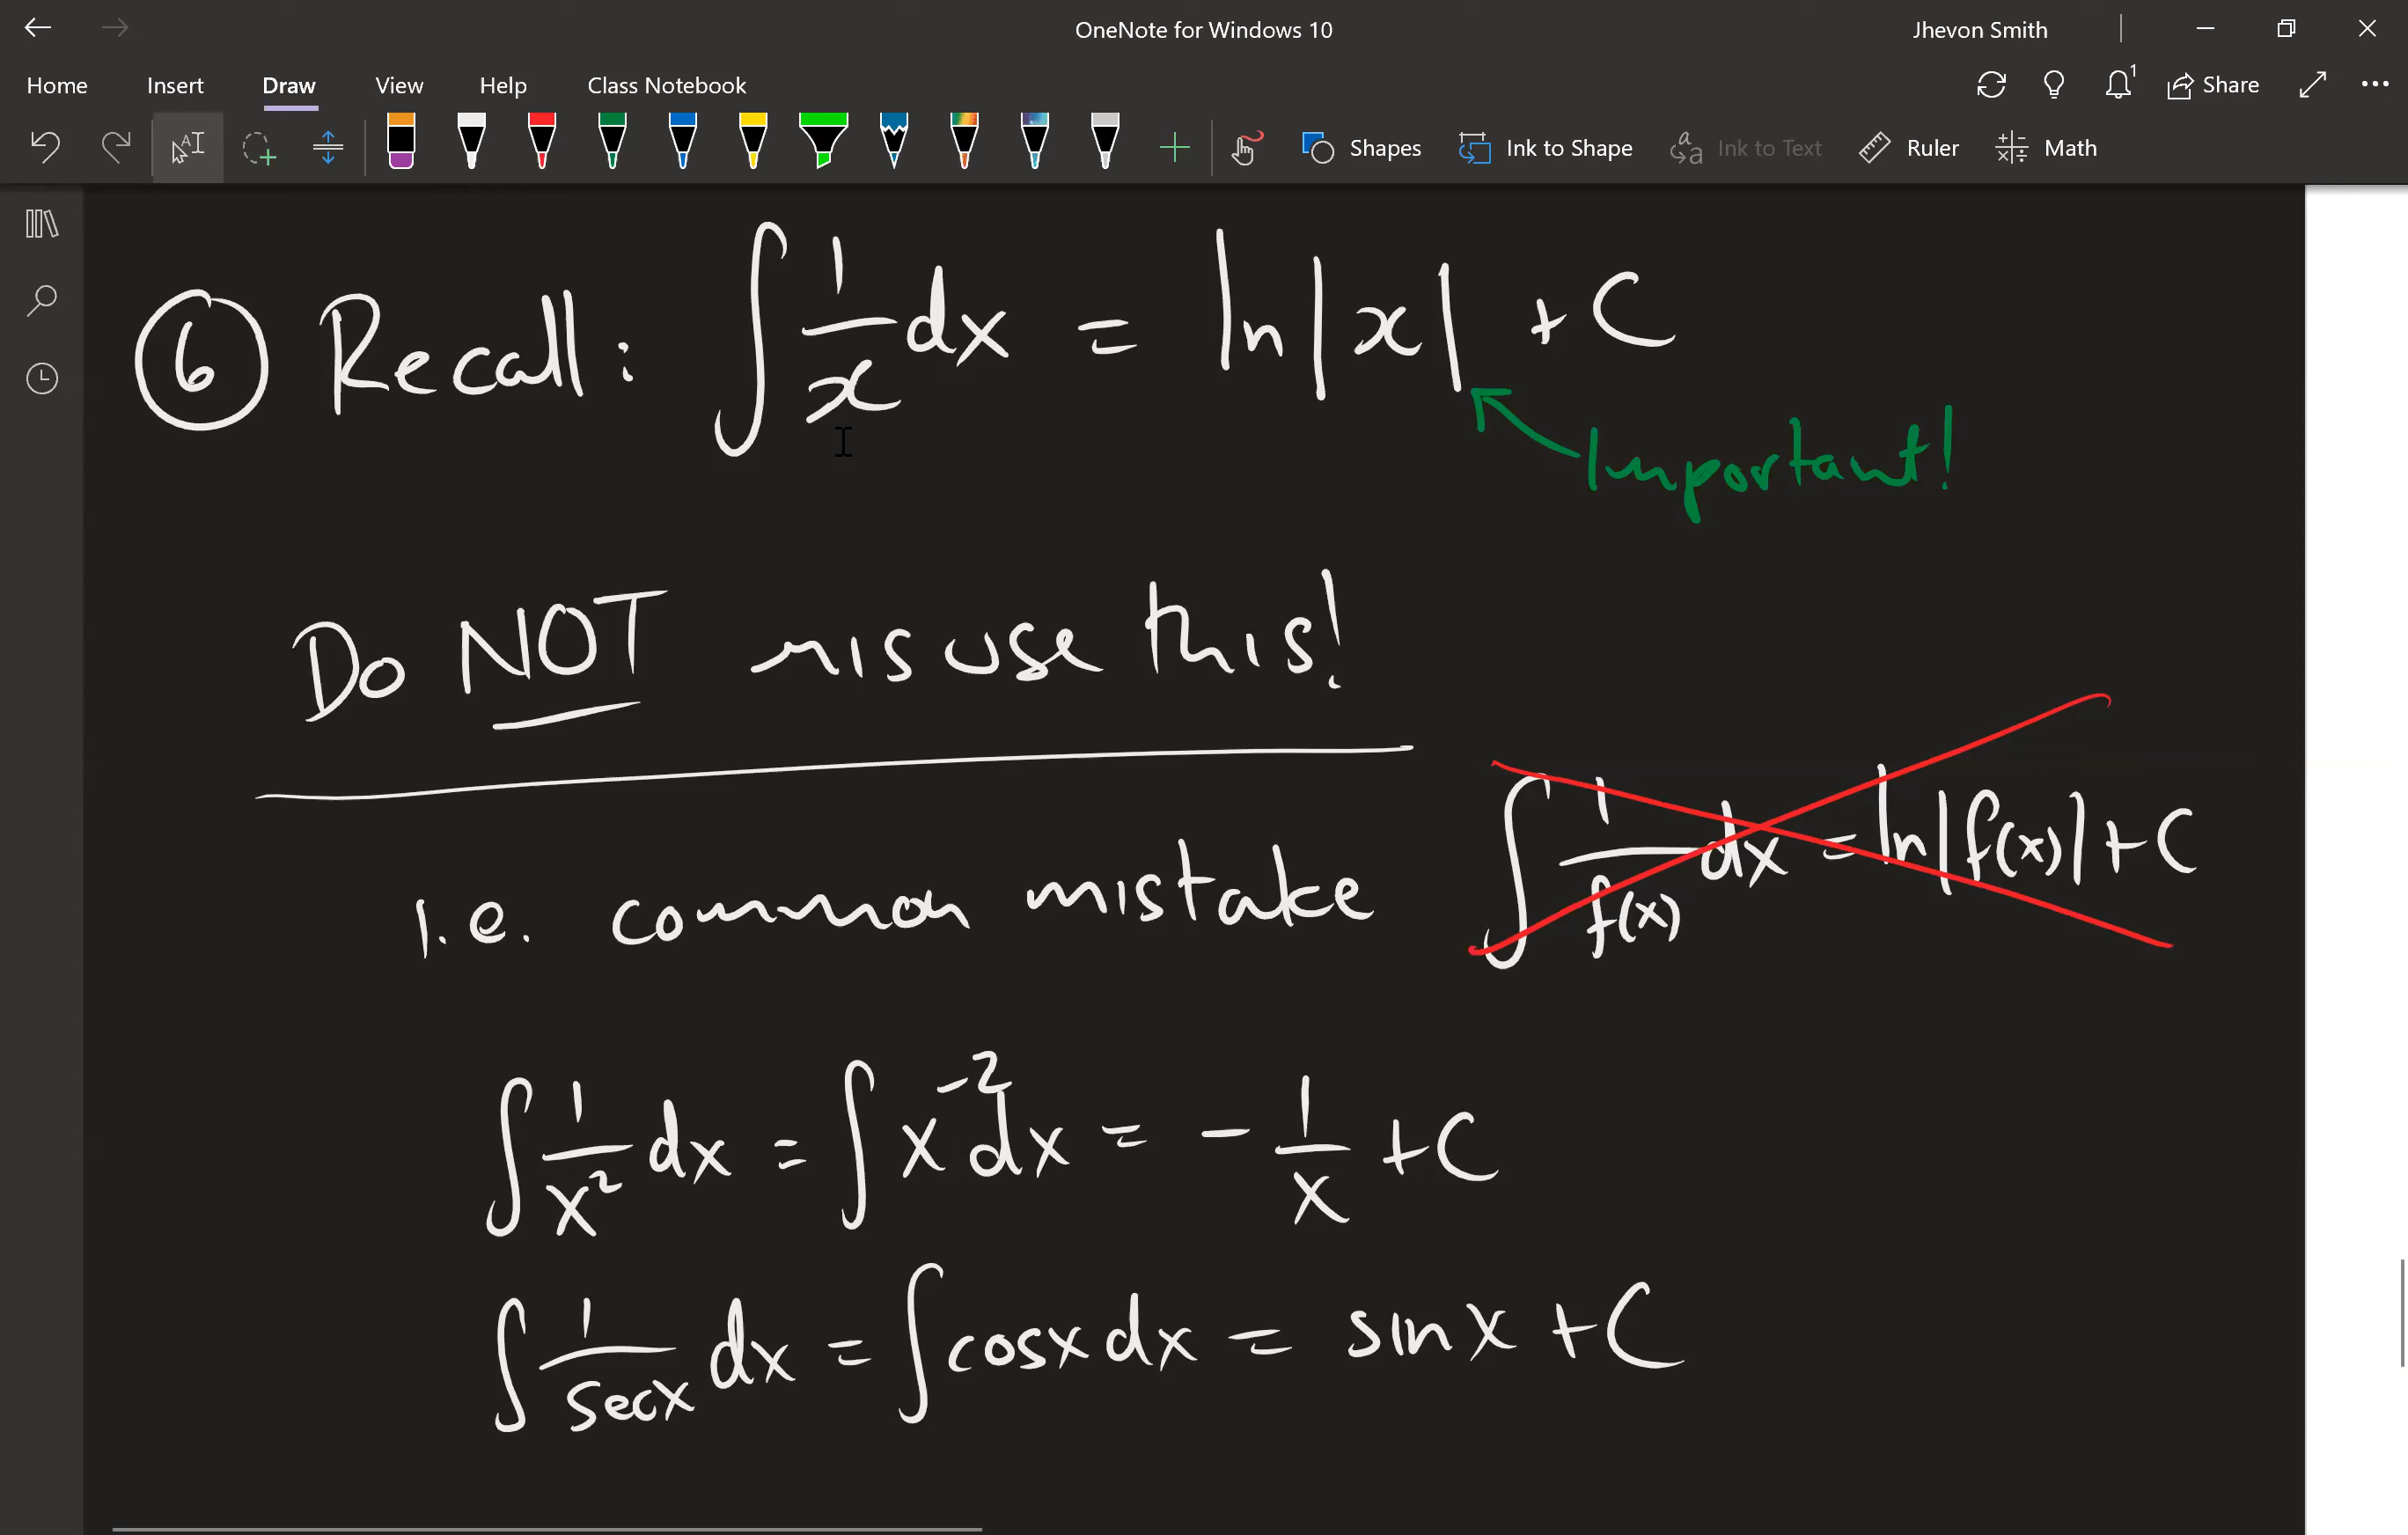 OneNote for Windows 10
Jhevon Smith
Home Insert Draw View Help Class Notebook
1
Share
Shapes Ink to Shape Ink to Text Ruler Math
⑥ Recall: ∫ 1/x dx = ln|x| + C
Important!
Do NOT misuse this!
i.e. common mistake ∫ 1/f(x) dx = ln|f(x)| + C
∫ 1/x² dx = ∫ x⁻² dx = - 1/x + C
∫ 1/secx dx = ∫ cosx dx = sinx + C